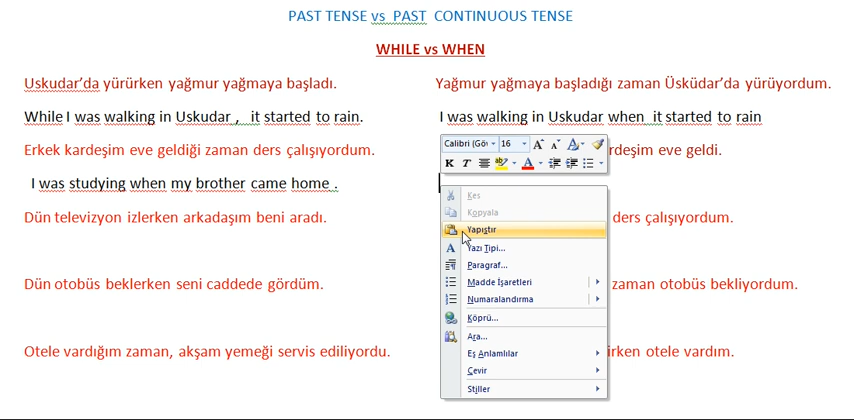 PAST TENSE vs PAST CONTINUOUS TENSE
WHILE vs WHEN
Uskudar'da yürürken yağmur yağmaya başladı.
Yağmur yağmaya başladığı zaman Üsküdar'da yürüyordum.
While I was walking in Uskudar , it started to rain.
I was walking in Uskudar when it started to rain
Erkek kardeşim eve geldiği zaman ders çalışıyordum.
rdeşim eve geldi.
I was studying when my brother came home .
Dün televizyon izlerken arkadaşım beni aradı.
ders çalışıyordum.
Dün otobüs beklerken seni caddede gördüm.
zaman otobüs bekliyordum.
Otele vardığım zaman, akşam yemeği servis ediliyordu.
irken otele vardım.
Calibri (Göv 16 A A A
K T ab A
Kes
Kopyala
Yapıştır
Yazı Tipi...
Paragraf...
Madde İşaretleri
Numaralandırma
Köprü...
Ara...
Eş Anlamlılar
Çevir
Stiller